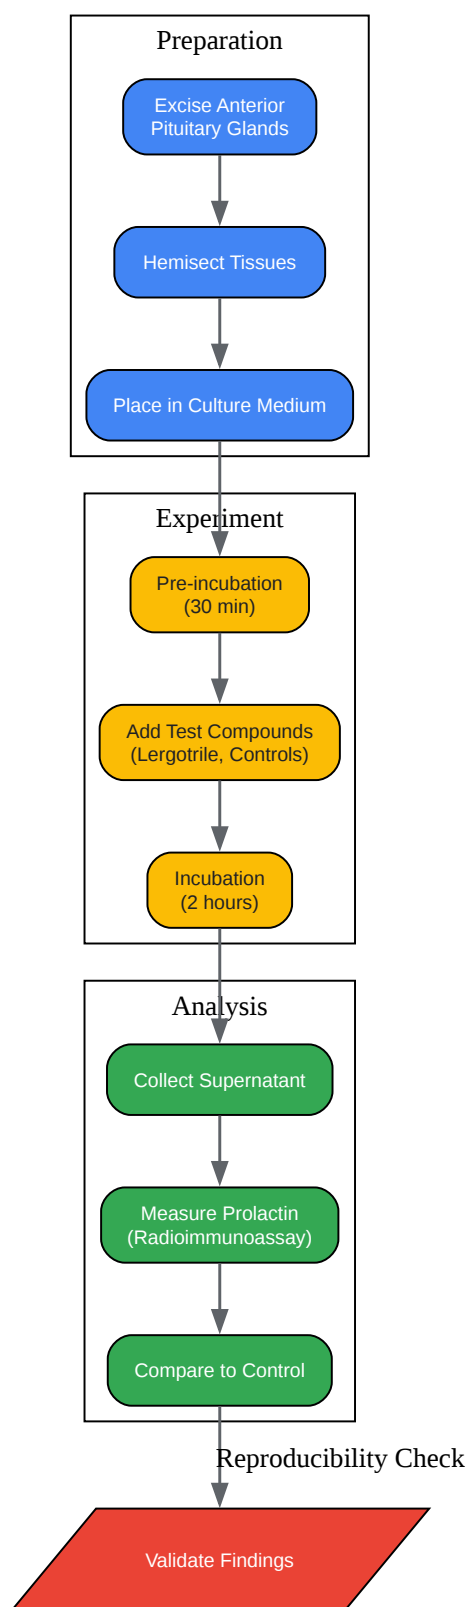 Preparation
Excise Anterior
Pituitary Glands
Hemisect Tissues
Place in Culture Medium
Experiment
Pre-incubation
(30 min)
Add Test Compounds
(Lergotrile, Controls)
Incubation
(2 hours)
Analysis
Collect Supernatant
Measure Prolactin
(Radioimmunoassay)
Compare to Control
Reproducibility Check
Validate Findings